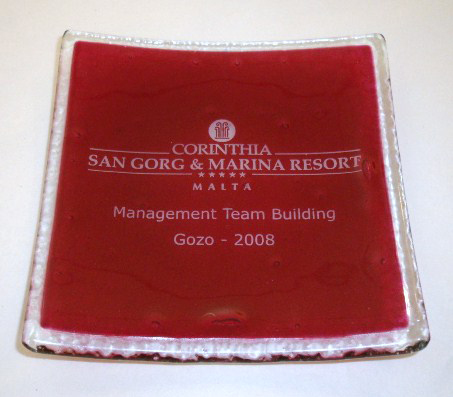 CORINTHIA
SAN GORG & MARINA RESORT
★★★★★
MALTA
Management Team Building
Gozo - 2008